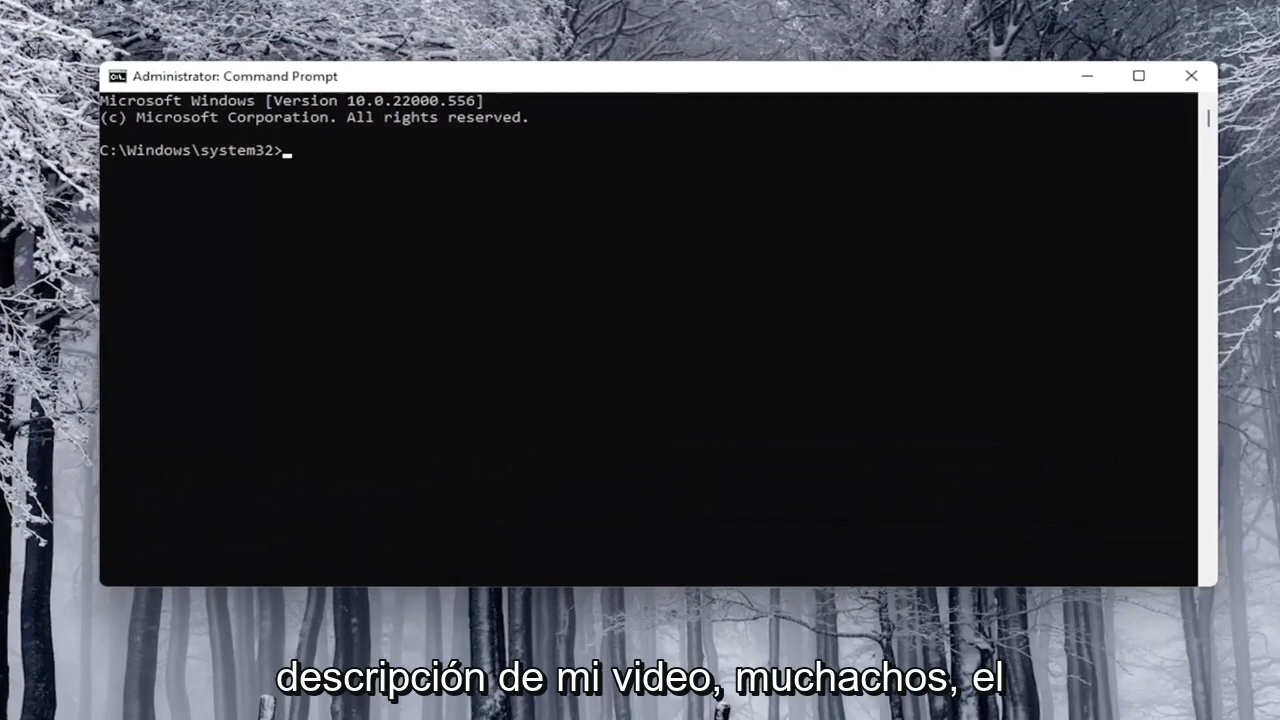 Administrator: Command Prompt
Microsoft Windows [Version 10.0.22000.556]
(c) Microsoft Corporation. All rights reserved.
C:\Windows\system32>
descripción de mi video, muchachos, el